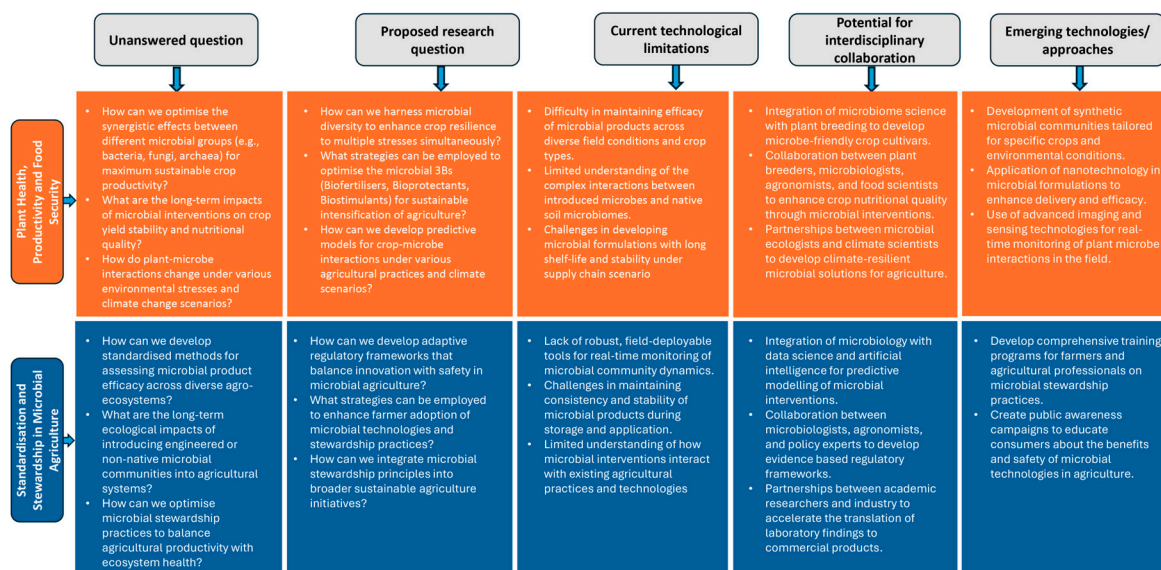 Unanswered question
Proposed research
question
Current technological
limitations
Potential for
interdisciplinary
collaboration
Emerging technologies/
approaches
Plant Health,
Productivity and Food
Security
• How can we optimise the
synergistic effects between
different microbial groups (e.g.,
bacteria, fungi, archaea) for
maximum sustainable crop
productivity?
• What are the long-term impacts
of microbial interventions on crop
yield stability and nutritional
quality?
• How do plant-microbe
interactions change under various
environmental stresses and
climate change scenarios?
• How can we harness microbial
diversity to enhance crop resilience
to multiple stresses simultaneously?
• What strategies can be employed to
optimise the microbial 3Bs
(Biofertilisers, Bioprotectants,
Biostimulants) for sustainable
intensification of agriculture?
• How can we develop predictive
models for crop-microbe
interactions under various
agricultural practices and climate
scenarios?
• Difficulty in maintaining efficacy
of microbial products across
diverse field conditions and crop
types.
• Limited understanding of the
complex interactions between
introduced microbes and native
soil microbiomes.
• Challenges in developing
microbial formulations with long
shelf-life and stability under
supply chain scenario
• Integration of microbiome science
with plant breeding to develop
microbe-friendly crop cultivars.
• Collaboration between plant
breeders, microbiologists,
agronomists, and food scientists
to enhance crop nutritional quality
through microbial interventions.
• Partnerships between microbial
ecologists and climate scientists
to develop climate-resilient
microbial solutions for agriculture.
• Development of synthetic
microbial communities tailored
for specific crops and
environmental conditions.
• Application of nanotechnology in
microbial formulations to
enhance delivery and efficacy.
• Use of advanced imaging and
sensing technologies for real-
time monitoring of plant microbe
interactions in the field.
Standardisation and
Stewardship in Microbial
Agriculture
• How can we develop
standardised methods for
assessing microbial product
efficacy across diverse agro-
ecosystems?
• What are the long-term
ecological impacts of
introducing engineered or
non-native microbial
communities into agricultural
systems?
• How can we optimise
microbial stewardship
practices to balance
agricultural productivity with
ecosystem health?
• How can we develop adaptive
regulatory frameworks that
balance innovation with safety in
microbial agriculture?
• What strategies can be employed
to enhance farmer adoption of
microbial technologies and
stewardship practices?
• How can we integrate microbial
stewardship principles into
broader sustainable agriculture
initiatives?
• Lack of robust, field-deployable
tools for real-time monitoring of
microbial community dynamics.
• Challenges in maintaining
consistency and stability of
microbial products during
storage and application.
• Limited understanding of how
microbial interventions interact
with existing agricultural
practices and technologies
• Integration of microbiology with
data science and artificial
intelligence for predictive
modelling of microbial
interventions.
• Collaboration between
microbiologists, agronomists,
and policy experts to develop
evidence based regulatory
frameworks.
• Partnerships between academic
researchers and industry to
accelerate the translation of
laboratory findings to
commercial products.
• Develop comprehensive training
programs for farmers and
agricultural professionals on
microbial stewardship
practices.
• Create public awareness
campaigns to educate
consumers about the benefits
and safety of microbial
technologies in agriculture.